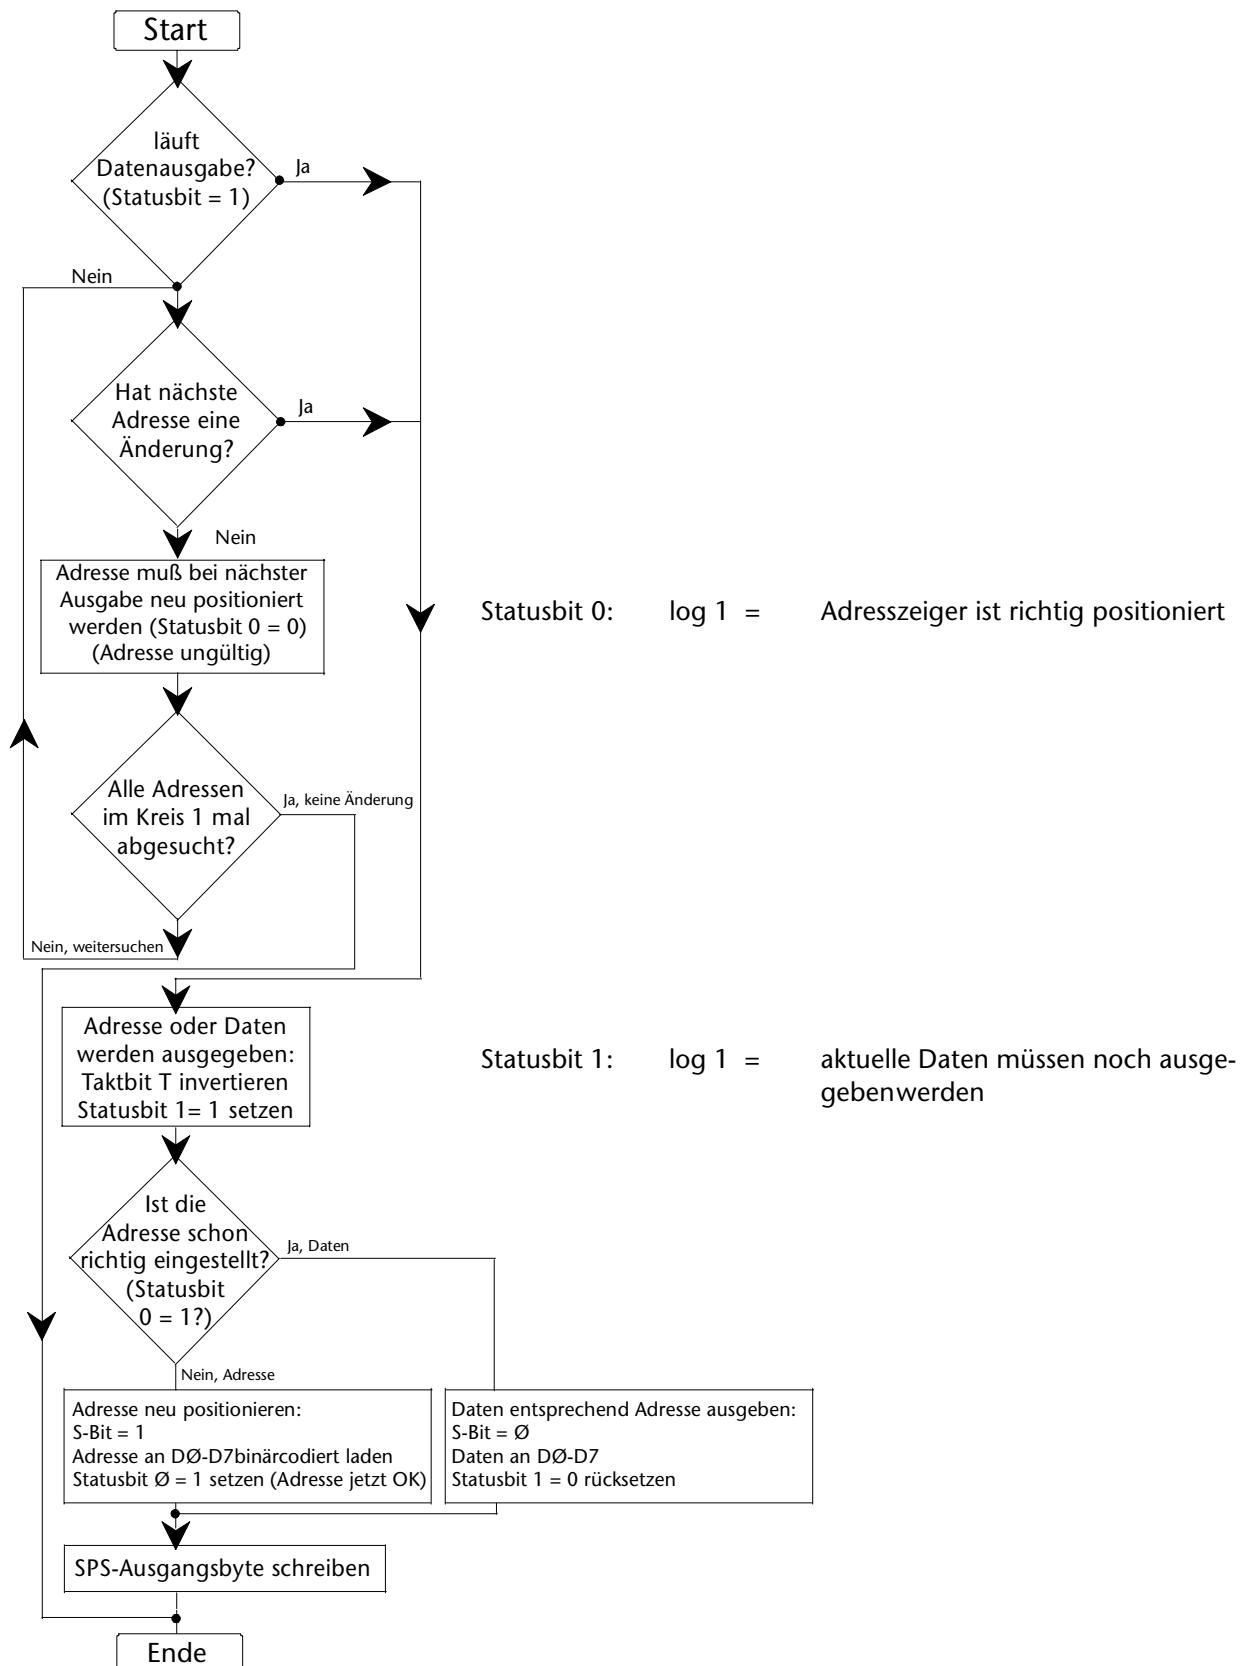 Start
läuft
Datenausgabe?
(Statusbit = 1)
Ja
Nein
Hat nächste
Adresse eine
Änderung?
Ja
Nein
Adresse muß bei nächster
Ausgabe neu positioniert
werden (Statusbit 0 = 0)
(Adresse ungültig)
Statusbit 0: log 1 = Adresszeiger ist richtig positioniert
Alle Adressen
im Kreis 1 mal
abgesucht?
Ja, keine Änderung
Nein, weitersuchen
Adresse oder Daten
werden ausgegeben:
Taktbit T invertieren
Statusbit 1= 1 setzen
Statusbit 1: log 1 = aktuelle Daten müssen noch ausge-
gebenwerden
Ist die
Adresse schon
richtig eingestellt?
(Statusbit
0 = 1?)
Ja, Daten
Nein, Adresse
Adresse neu positionieren:
S-Bit = 1
Adresse an DØ-D7binärcodiert laden
Statusbit Ø = 1 setzen (Adresse jetzt OK)
Daten entsprechend Adresse ausgeben:
S-Bit = Ø
Daten an DØ-D7
Statusbit 1 = 0 rücksetzen
SPS-Ausgangsbyte schreiben
Ende